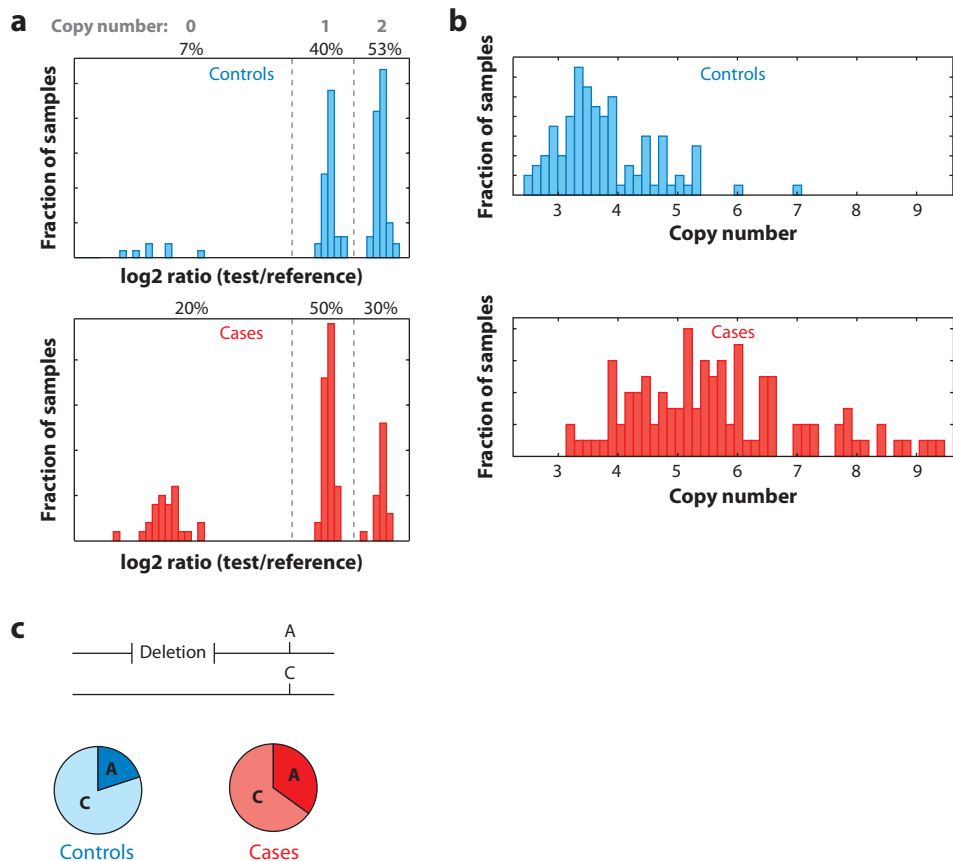 a
Copy number: 0 1 2
7% 40% 53%
Controls
Fraction of samples
log2 ratio (test/reference)
20% 50% 30%
Cases
Fraction of samples
log2 ratio (test/reference)
b
Controls
Fraction of samples
3 4 5 6 7 8 9
Copy number
Cases
Fraction of samples
3 4 5 6 7 8 9
Copy number
c
A
Deletion
C
A
C
Controls
A
C
Cases